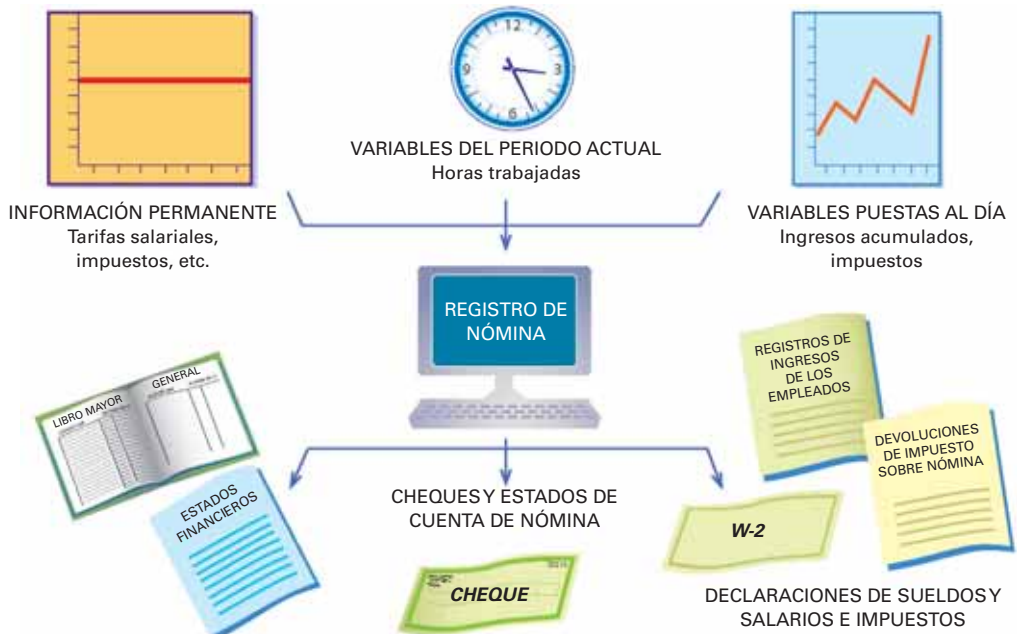 12
3
6
9
VARIABLES DEL PERIODO ACTUAL
Horas trabajadas
INFORMACIÓN PERMANENTE
Tarifas salariales,
impuestos, etc.
VARIABLES PUESTAS AL DÍA
Ingresos acumulados,
impuestos
REGISTRO DE
NÓMINA
LIBRO MAYOR
GENERAL
ESTADOS
FINANCIEROS
CHEQUES Y ESTADOS DE
CUENTA DE NÓMINA
CHEQUE
REGISTROS DE
INGRESOS
DE LOS
EMPLEADOS
DEVOLUCIONES
DE IMPUESTO
SOBRE NÓMINA
W-2
DECLARACIONES DE SUELDOS Y
SALARIOS E IMPUESTOS